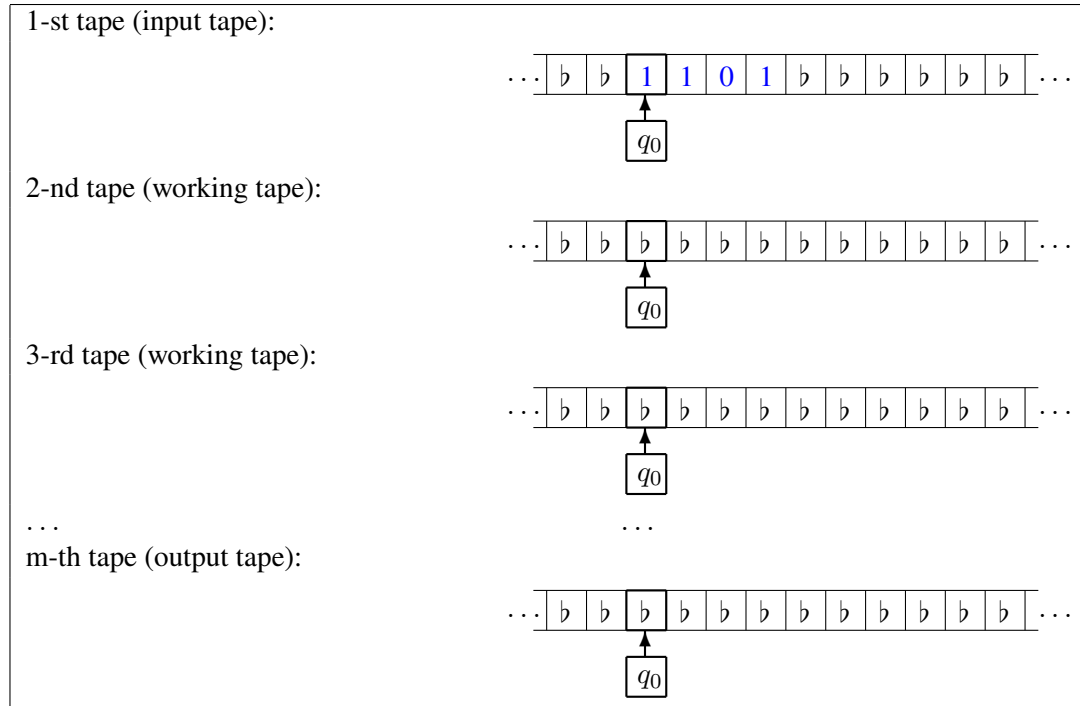 1-st tape (input tape):
... ♭ ♭ 1 1 0 1 ♭ ♭ ♭ ♭ ♭ ♭ ...
q0
2-nd tape (working tape):
... ♭ ♭ ♭ ♭ ♭ ♭ ♭ ♭ ♭ ♭ ♭ ♭ ...
q0
3-rd tape (working tape):
... ♭ ♭ ♭ ♭ ♭ ♭ ♭ ♭ ♭ ♭ ♭ ♭ ...
q0
... ...
m-th tape (output tape):
... ♭ ♭ ♭ ♭ ♭ ♭ ♭ ♭ ♭ ♭ ♭ ♭ ...
q0